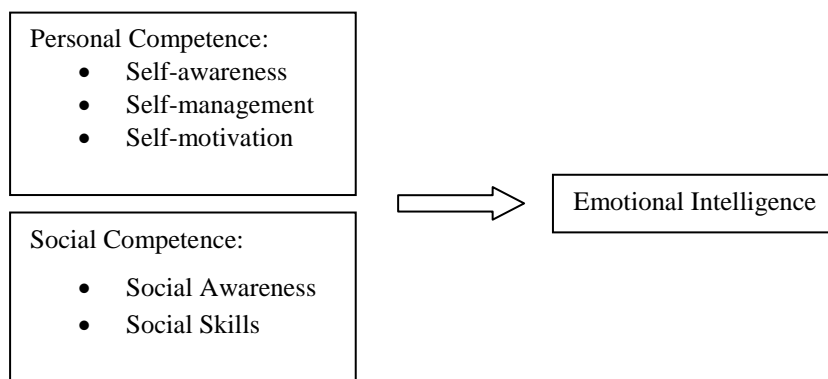 Personal Competence:
• Self-awareness
• Self-management
• Self-motivation
Social Competence:
• Social Awareness
• Social Skills
Emotional Intelligence